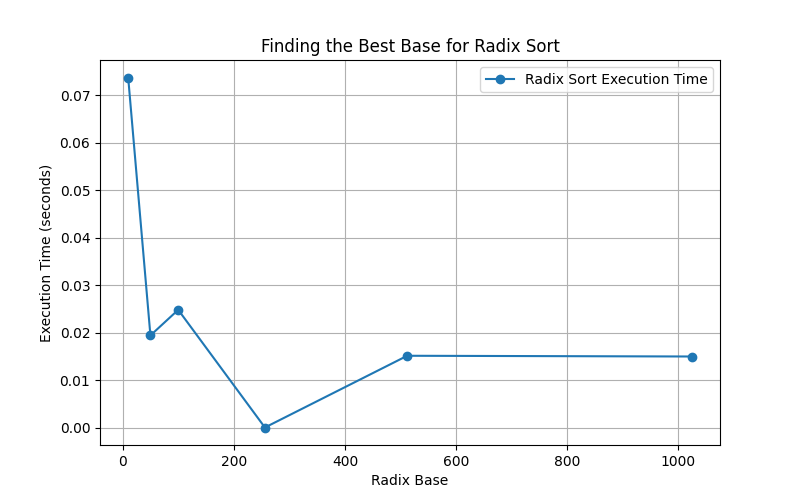 Finding the Best Base for Radix Sort
Radix Sort Execution Time
Execution Time (seconds)
0.07
0.06
0.05
0.04
0.03
0.02
0.01
0.00
0 200 400 600 800 1000
Radix Base